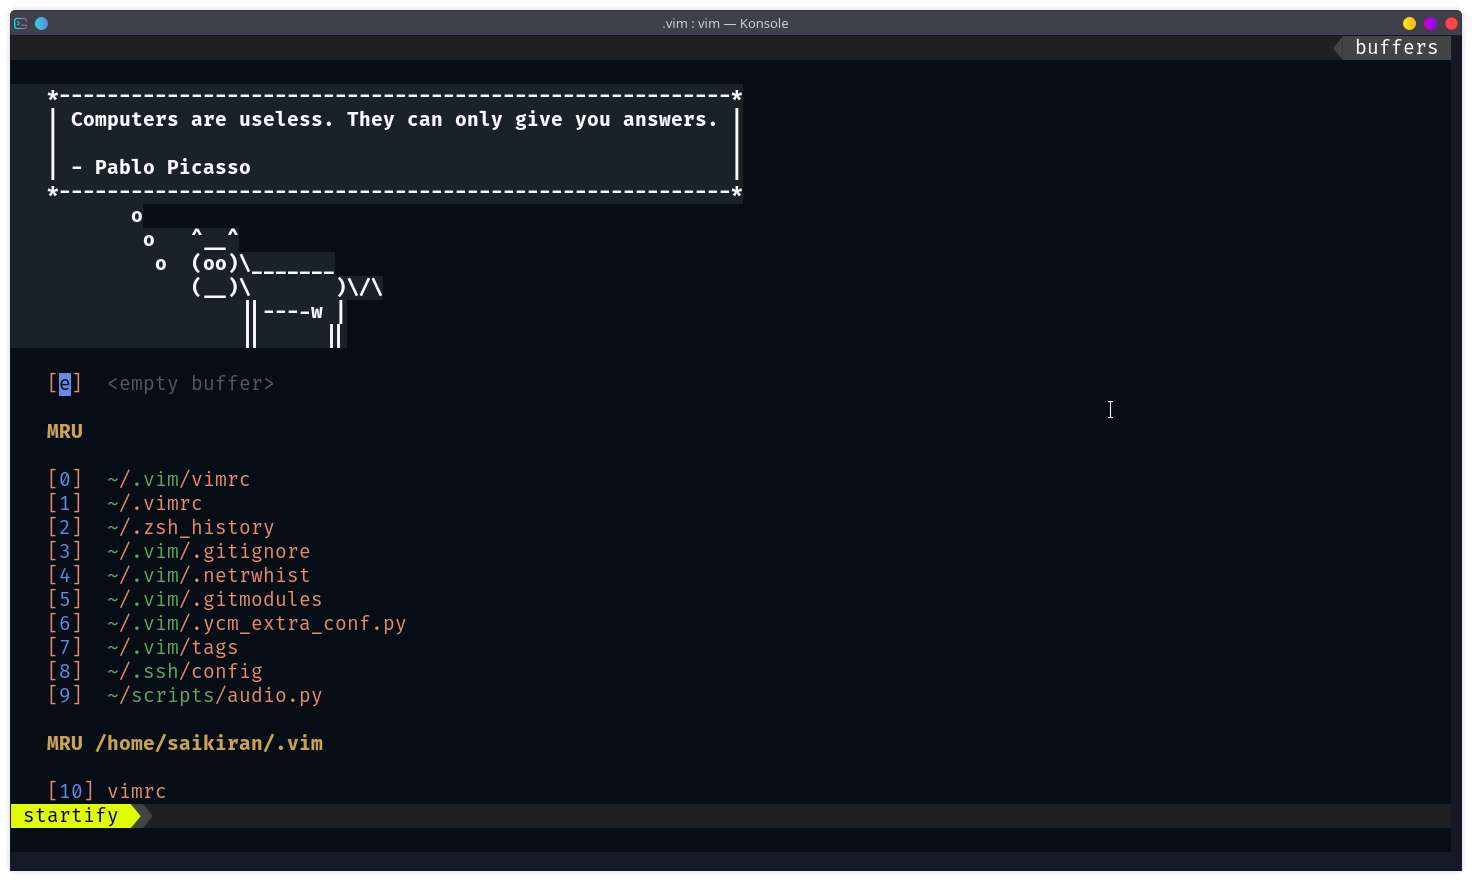 .vim : vim — Konsole
buffers
*--------------------------------------------------------*
| Computers are useless. They can only give you answers. |
|                                                        |
| - Pablo Picasso                                        |
*--------------------------------------------------------*
       o
        o   ^__^
         o  (oo)\_______
            (__)\       )\/\
                ||----w |
                ||     ||
[e]  <empty buffer>
MRU
[0]  ~/.vim/vimrc
[1]  ~/.vimrc
[2]  ~/.zsh_history
[3]  ~/.vim/.gitignore
[4]  ~/.vim/.netrwhist
[5]  ~/.vim/.gitmodules
[6]  ~/.vim/.ycm_extra_conf.py
[7]  ~/.vim/tags
[8]  ~/.ssh/config
[9]  ~/scripts/audio.py
MRU /home/saikiran/.vim
[10] vimrc
startify